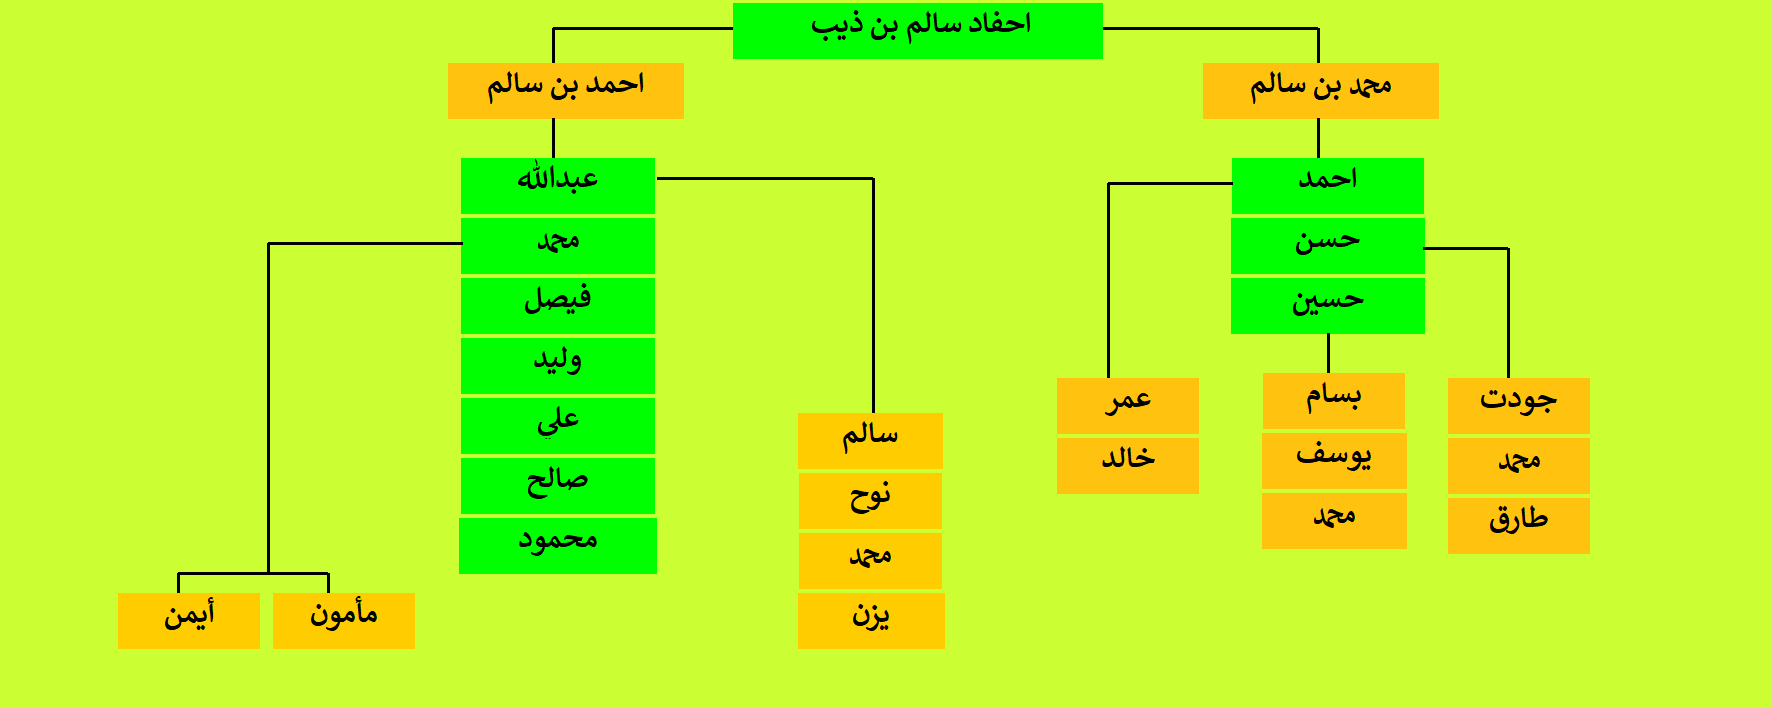 احفاد سالم بن ذيب
محمد بن سالم
احمد بن سالم
احمد
حسن
حسين
جودت
محمد
طارق
بسام
يوسف
محمد
عمر
خالد
عبدالله
محمد
فيصل
وليد
علي
صالح
محمود
سالم
نوح
محمد
يزن
مأمون
أيمن